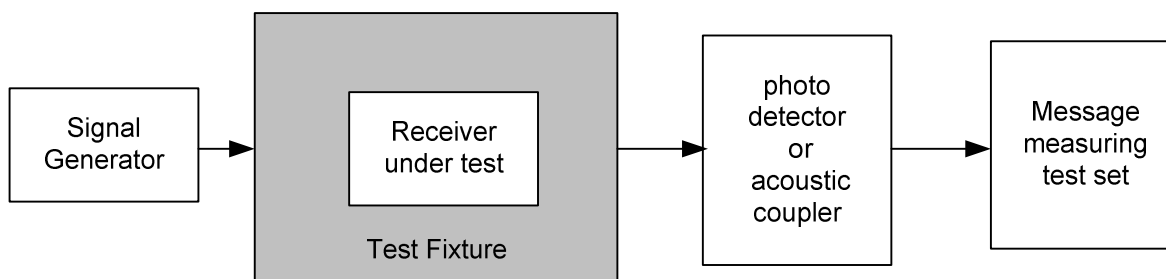 Signal
Generator
Receiver
under test
Test Fixture
photo
detector
or
acoustic
coupler
Message
measuring
test set